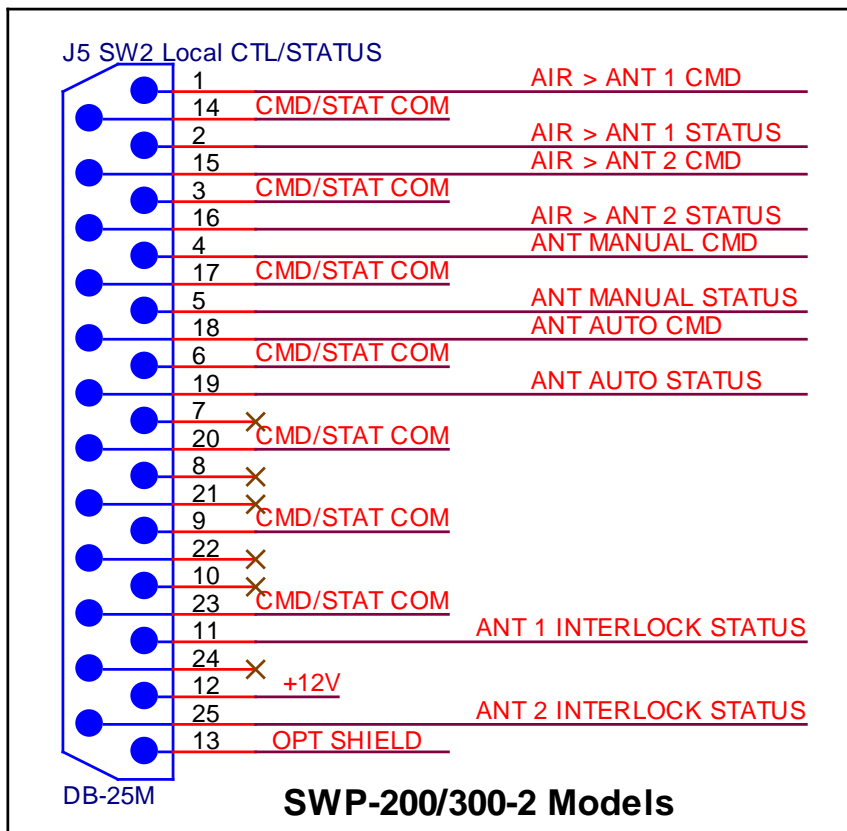 J5 SW2 Local CTL/STATUS
1 AIR > ANT 1 CMD
14 CMD/STAT COM
2 AIR > ANT 1 STATUS
15 AIR > ANT 2 CMD
3 CMD/STAT COM
16 AIR > ANT 2 STATUS
4 ANT MANUAL CMD
17 CMD/STAT COM
5 ANT MANUAL STATUS
18 ANT AUTO CMD
6 CMD/STAT COM
19 ANT AUTO STATUS
7
20 CMD/STAT COM
8
21
9 CMD/STAT COM
22
10
23 CMD/STAT COM
11 ANT 1 INTERLOCK STATUS
24
12 +12V
25 ANT 2 INTERLOCK STATUS
13 OPT SHIELD
DB-25M
SWP-200/300-2 Models